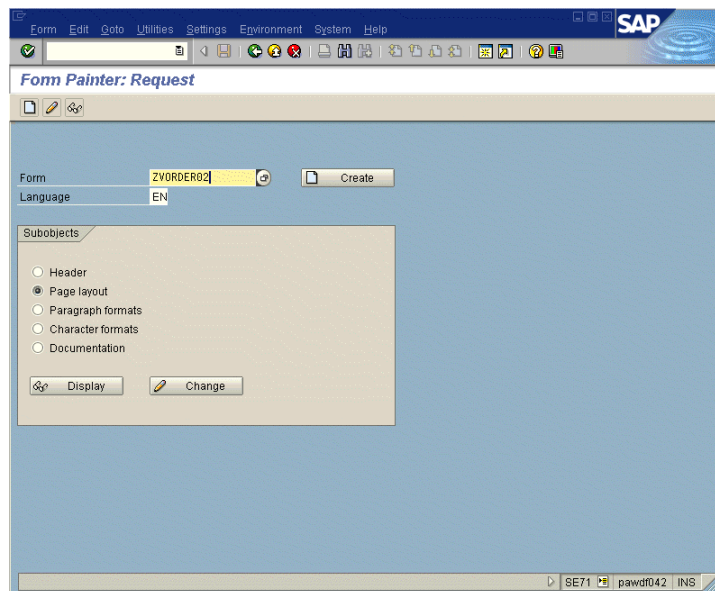 Form Edit Goto Utilities Settings Environment System Help
SAP
Form Painter: Request
Form ZVORDER02 Create
Language EN
Subobjects
Header
Page layout
Paragraph formats
Character formats
Documentation
Display Change
SE71 pawdf042 INS